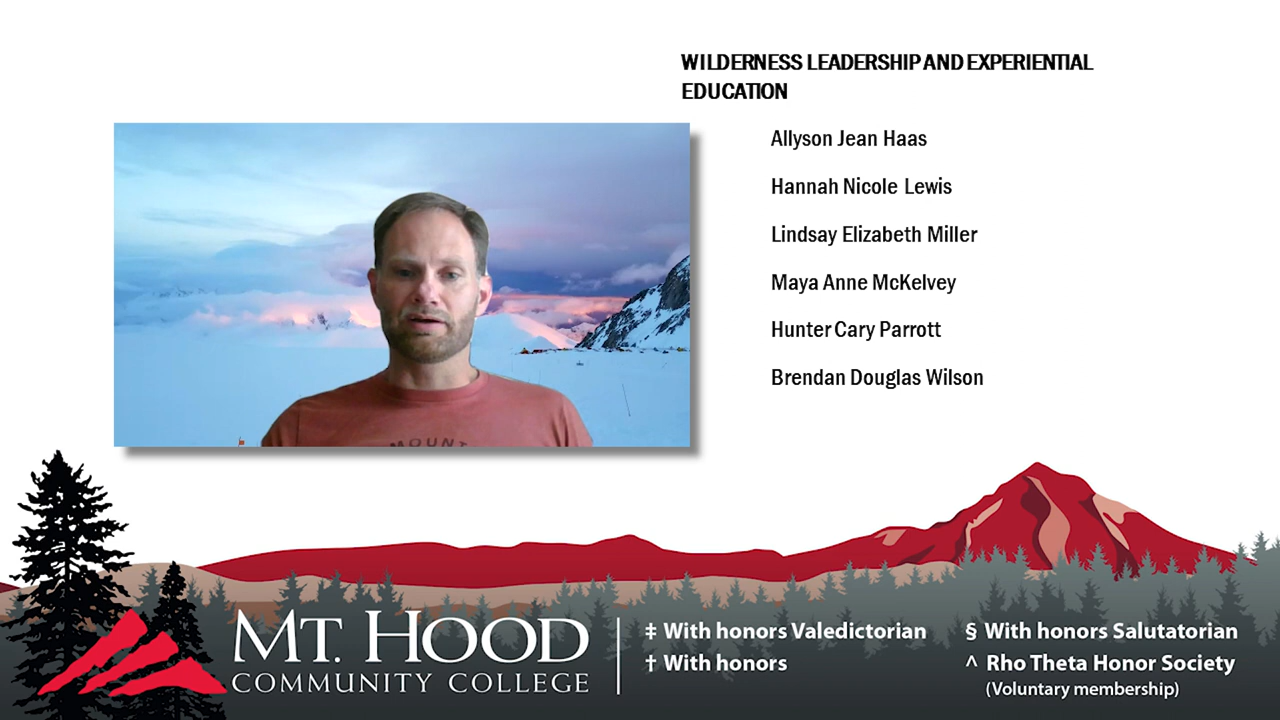 WILDERNESS LEADERSHIP AND EXPERIENTIAL
EDUCATION
Allyson Jean Haas
Hannah Nicole Lewis
Lindsay Elizabeth Miller
Maya Anne McKelvey
Hunter Cary Parrott
Brendan Douglas Wilson
MOUNT
MT. HOOD
COMMUNITY COLLEGE
‡ With honors Valedictorian
† With honors
§ With honors Salutatorian
^ Rho Theta Honor Society
(Voluntary membership)